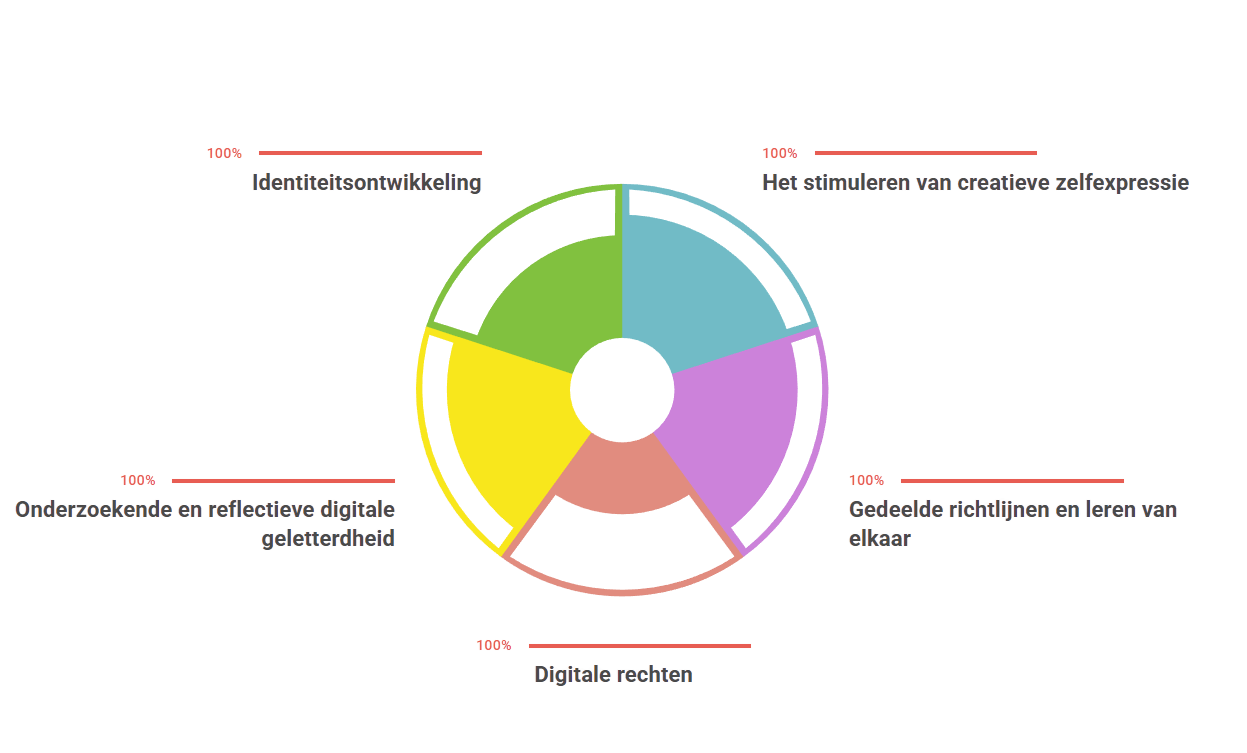 100%
Identiteitsontwikkeling
100%
Het stimuleren van creatieve zelfexpressie
100%
Onderzoekende en reflectieve digitale
geletterdheid
100%
Gedeelde richtlijnen en leren van
elkaar
100%
Digitale rechten